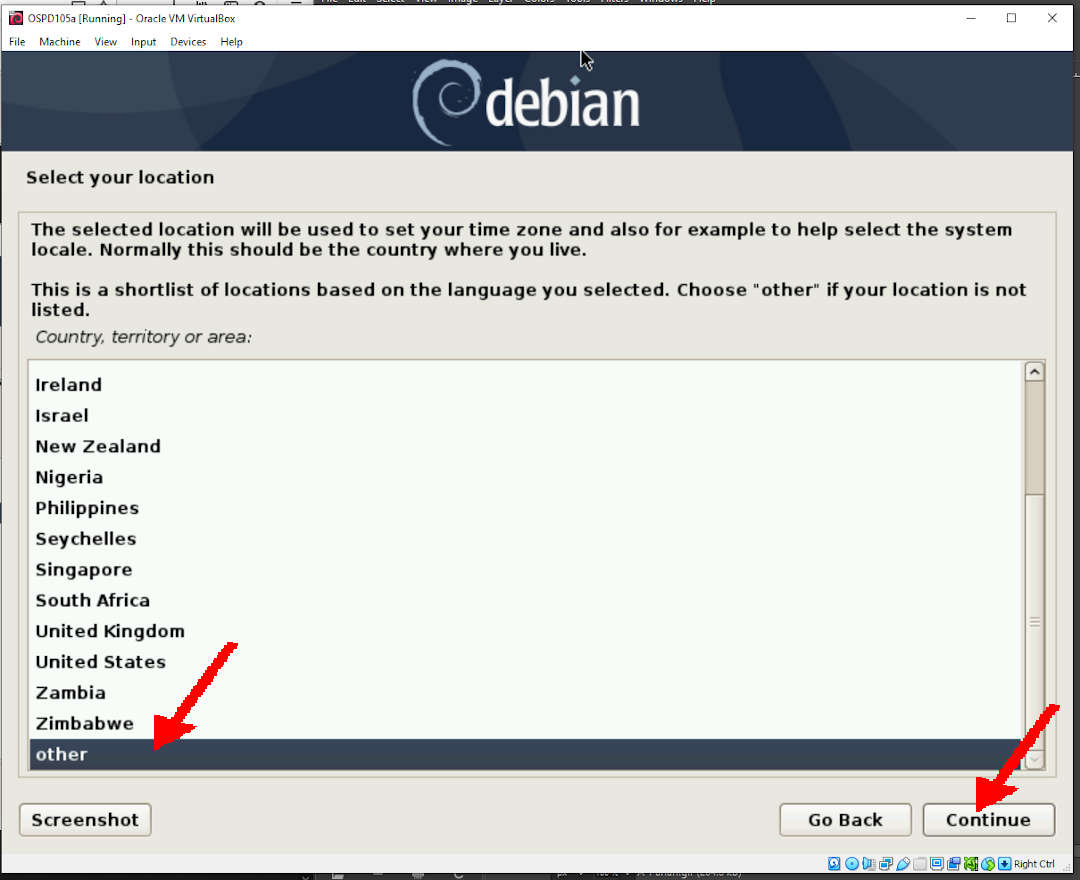 OSPD105a [Running] - Oracle VM VirtualBox
File Machine View Input Devices Help
debian
Select your location
The selected location will be used to set your time zone and also for example to help select the system
locale. Normally this should be the country where you live.
This is a shortlist of locations based on the language you selected. Choose "other" if your location is not
listed.
Country, territory or area:
Ireland
Israel
New Zealand
Nigeria
Philippines
Seychelles
Singapore
South Africa
United Kingdom
United States
Zambia
Zimbabwe
other
Screenshot
Go Back
Continue
Right Ctrl